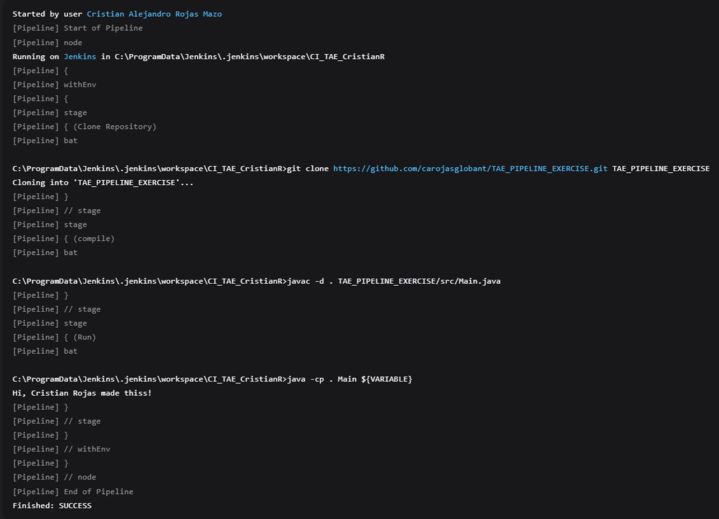 Started by user Cristian Alejandro Rojas Mazo
[Pipeline] Start of Pipeline
[Pipeline] node
Running on Jenkins in C:\ProgramData\Jenkins\.jenkins\workspace\CI_TAE_CristianR
[Pipeline] {
[Pipeline] withEnv
[Pipeline] {
[Pipeline] stage
[Pipeline] { (Clone Repository)
[Pipeline] bat
C:\ProgramData\Jenkins\.jenkins\workspace\CI_TAE_CristianR>git clone https://github.com/carojasglobant/TAE_PIPELINE_EXERCISE.git TAE_PIPELINE_EXERCISE
Cloning into 'TAE_PIPELINE_EXERCISE'...
[Pipeline] }
[Pipeline] // stage
[Pipeline] stage
[Pipeline] { (compile)
[Pipeline] bat
C:\ProgramData\Jenkins\.jenkins\workspace\CI_TAE_CristianR>javac -d . TAE_PIPELINE_EXERCISE/src/Main.java
[Pipeline] }
[Pipeline] // stage
[Pipeline] stage
[Pipeline] { (Run)
[Pipeline] bat
C:\ProgramData\Jenkins\.jenkins\workspace\CI_TAE_CristianR>java -cp . Main ${VARIABLE}
Hi, Cristian Rojas made thiss!
[Pipeline] }
[Pipeline] // stage
[Pipeline] }
[Pipeline] // withEnv
[Pipeline] }
[Pipeline] // node
[Pipeline] End of Pipeline
Finished: SUCCESS